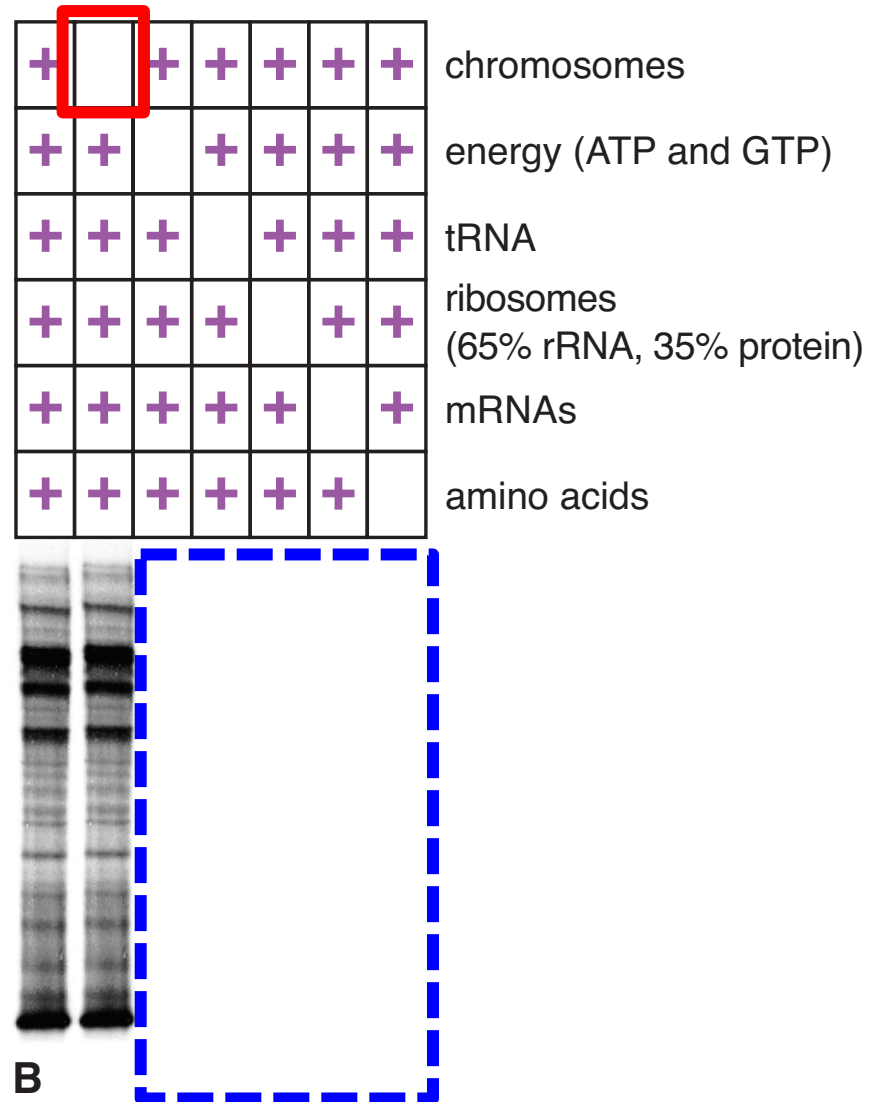 + + + + + + chromosomes
+ + + + + + energy (ATP and GTP)
+ + + + + + tRNA
+ + + + + + ribosomes
(65% rRNA, 35% protein)
+ + + + + + mRNAs
+ + + + + + amino acids
B